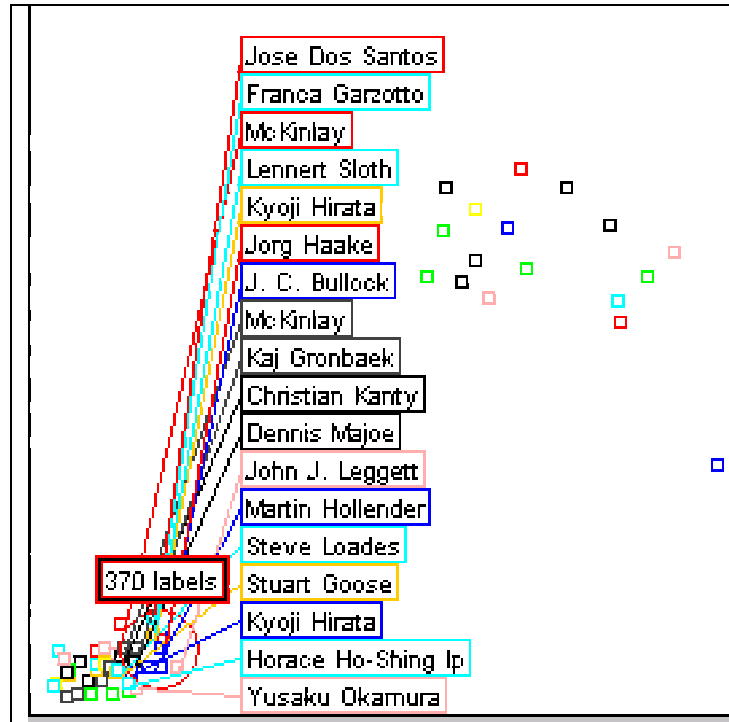 Jose Dos Santos
Franca Garzotto
McKinlay
Lennert Sloth
Kyoji Hirata
Jorg Haake
J. C. Bullock
McKinlay
Kaj Gronbaek
Christian Kanty
Dennis Majoe
John J. Leggett
Martin Hollender
Steve Loades
370 labels
Stuart Goose
Kyoji Hirata
Horace Ho-Shing Ip
Yusaku Okamura